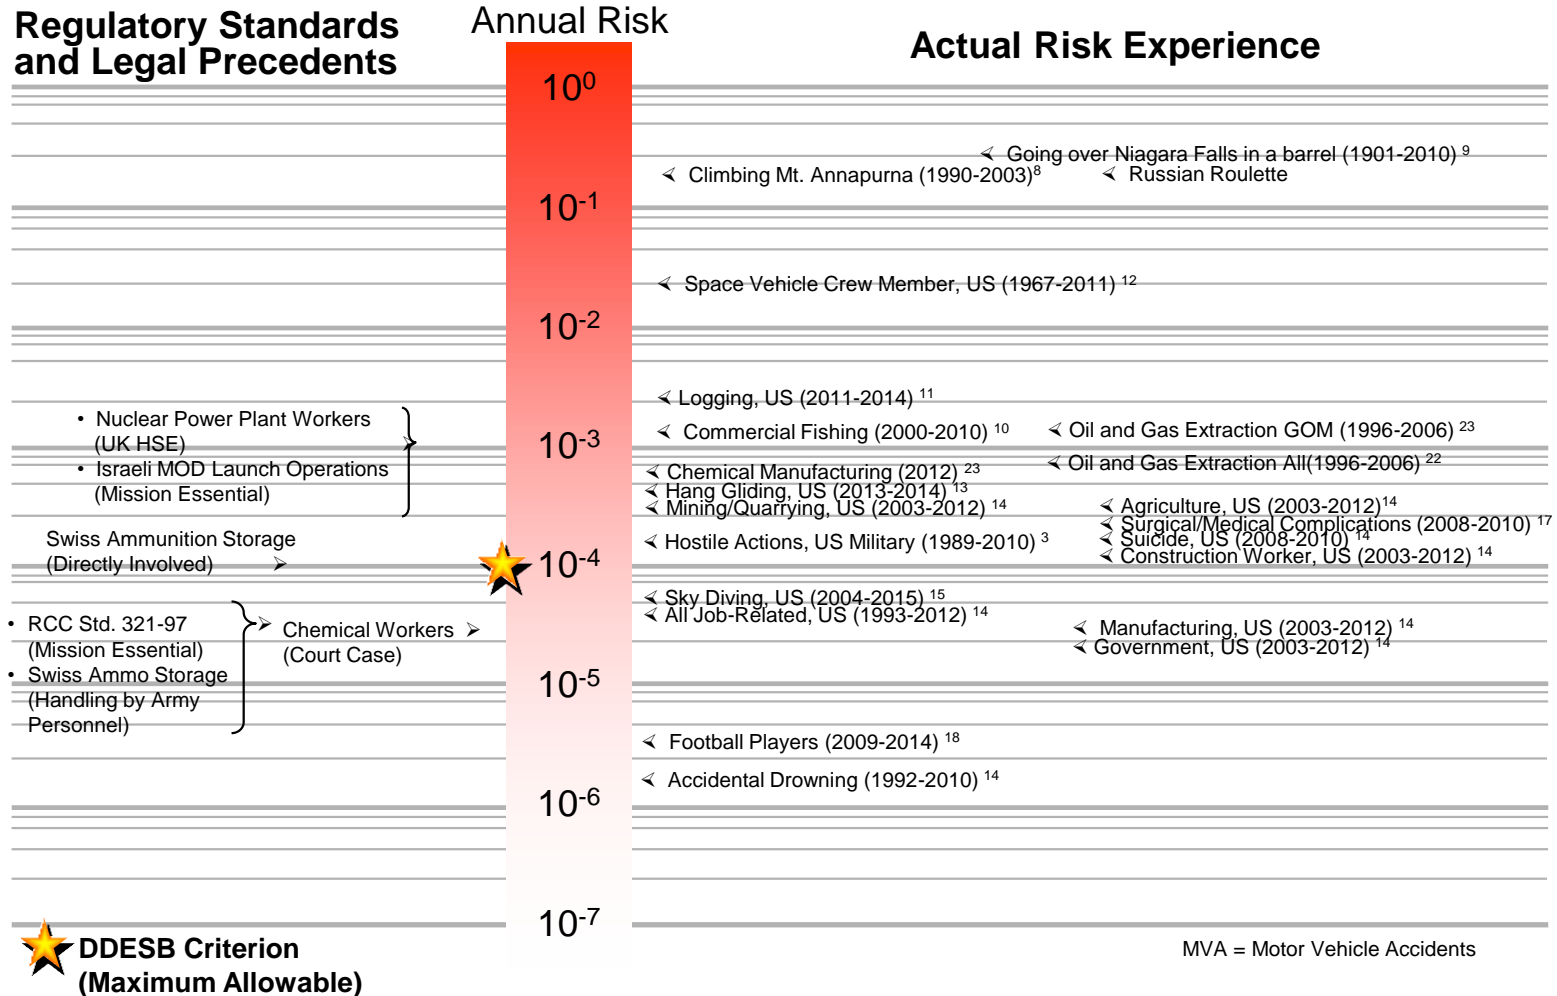 Regulatory Standards
and Legal Precedents
Annual Risk
Actual Risk Experience
10⁰
Going over Niagara Falls in a barrel (1901-2010) ⁹
Climbing Mt. Annapurna (1990-2003)⁸
Russian Roulette
10⁻¹
Space Vehicle Crew Member, US (1967-2011) ¹²
10⁻²
Logging, US (2011-2014) ¹¹
• Nuclear Power Plant Workers
(UK HSE)
• Israeli MOD Launch Operations
(Mission Essential)
Commercial Fishing (2000-2010) ¹⁰
Oil and Gas Extraction GOM (1996-2006) ²³
10⁻³
Oil and Gas Extraction All(1996-2006) ²²
Chemical Manufacturing (2012) ²³
Hang Gliding, US (2013-2014) ¹³
Mining/Quarrying, US (2003-2012) ¹⁴
Agriculture, US (2003-2012)¹⁴
Surgical/Medical Complications (2008-2010) ¹⁷
Suicide, US (2008-2010) ¹⁴
Construction Worker, US (2003-2012) ¹⁴
Hostile Actions, US Military (1989-2010) ³
Swiss Ammunition Storage
(Directly Involved)
10⁻⁴
Sky Diving, US (2004-2015) ¹⁵
All Job-Related, US (1993-2012) ¹⁴
Manufacturing, US (2003-2012) ¹⁴
Government, US (2003-2012) ¹⁴
• RCC Std. 321-97
(Mission Essential)
• Swiss Ammo Storage
(Handling by Army
Personnel)
Chemical Workers
(Court Case)
10⁻⁵
Football Players (2009-2014) ¹⁸
Accidental Drowning (1992-2010) ¹⁴
10⁻⁶
10⁻⁷
DDESB Criterion
(Maximum Allowable)
MVA = Motor Vehicle Accidents